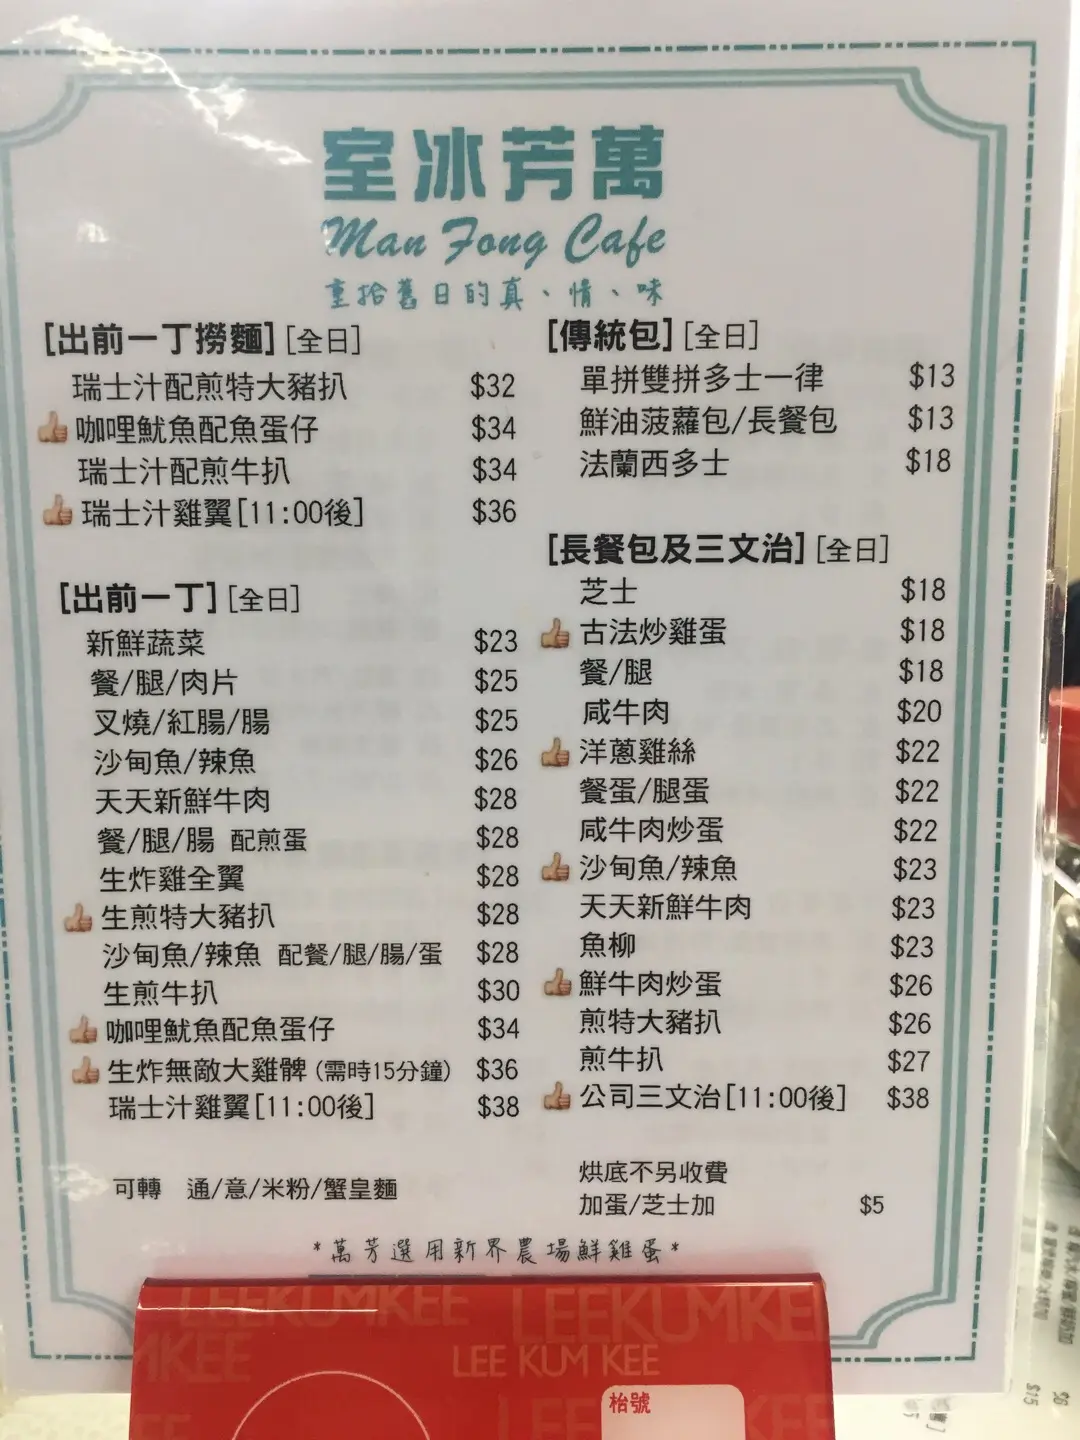 室冰芳萬
Man Fong Cafe
重拾舊日的真、情、味
[出前一丁撈麵] [全日]
瑞士汁配煎特大豬扒 $32
咖哩魷魚配魚蛋仔 $34
瑞士汁配煎牛扒 $34
瑞士汁雞翼[11:00後] $36
[出前一丁] [全日]
新鮮蔬菜 $23
餐/腿/肉片 $25
叉燒/紅腸/腸 $25
沙甸魚/辣魚 $26
天天新鮮牛肉 $28
餐/腿/腸 配煎蛋 $28
生炸雞全翼 $28
生煎特大豬扒 $28
沙甸魚/辣魚 配餐/腿/腸/蛋 $28
生煎牛扒 $30
咖哩魷魚配魚蛋仔 $34
生炸無敵大雞髀 (需時15分鐘) $36
瑞士汁雞翼[11:00後] $38
可轉 通/意/米粉/蟹皇麵
[傳統包] [全日]
單拼雙拼多士一律 $13
鮮油菠蘿包/長餐包 $13
法蘭西多士 $18
[長餐包及三文治] [全日]
芝士 $18
古法炒雞蛋 $18
餐/腿 $18
咸牛肉 $20
洋蔥雞絲 $22
餐蛋/腿蛋 $22
咸牛肉炒蛋 $22
沙甸魚/辣魚 $23
天天新鮮牛肉 $23
魚柳 $23
鮮牛肉炒蛋 $26
煎特大豬扒 $26
煎牛扒 $27
公司三文治[11:00後] $38
烘底不另收費
加蛋/芝士加 $5
*萬芳選用新界農場鮮雞蛋*
LEEKUMKEE LEEKUMKEE
LEE KUM KEE
枱號
$15